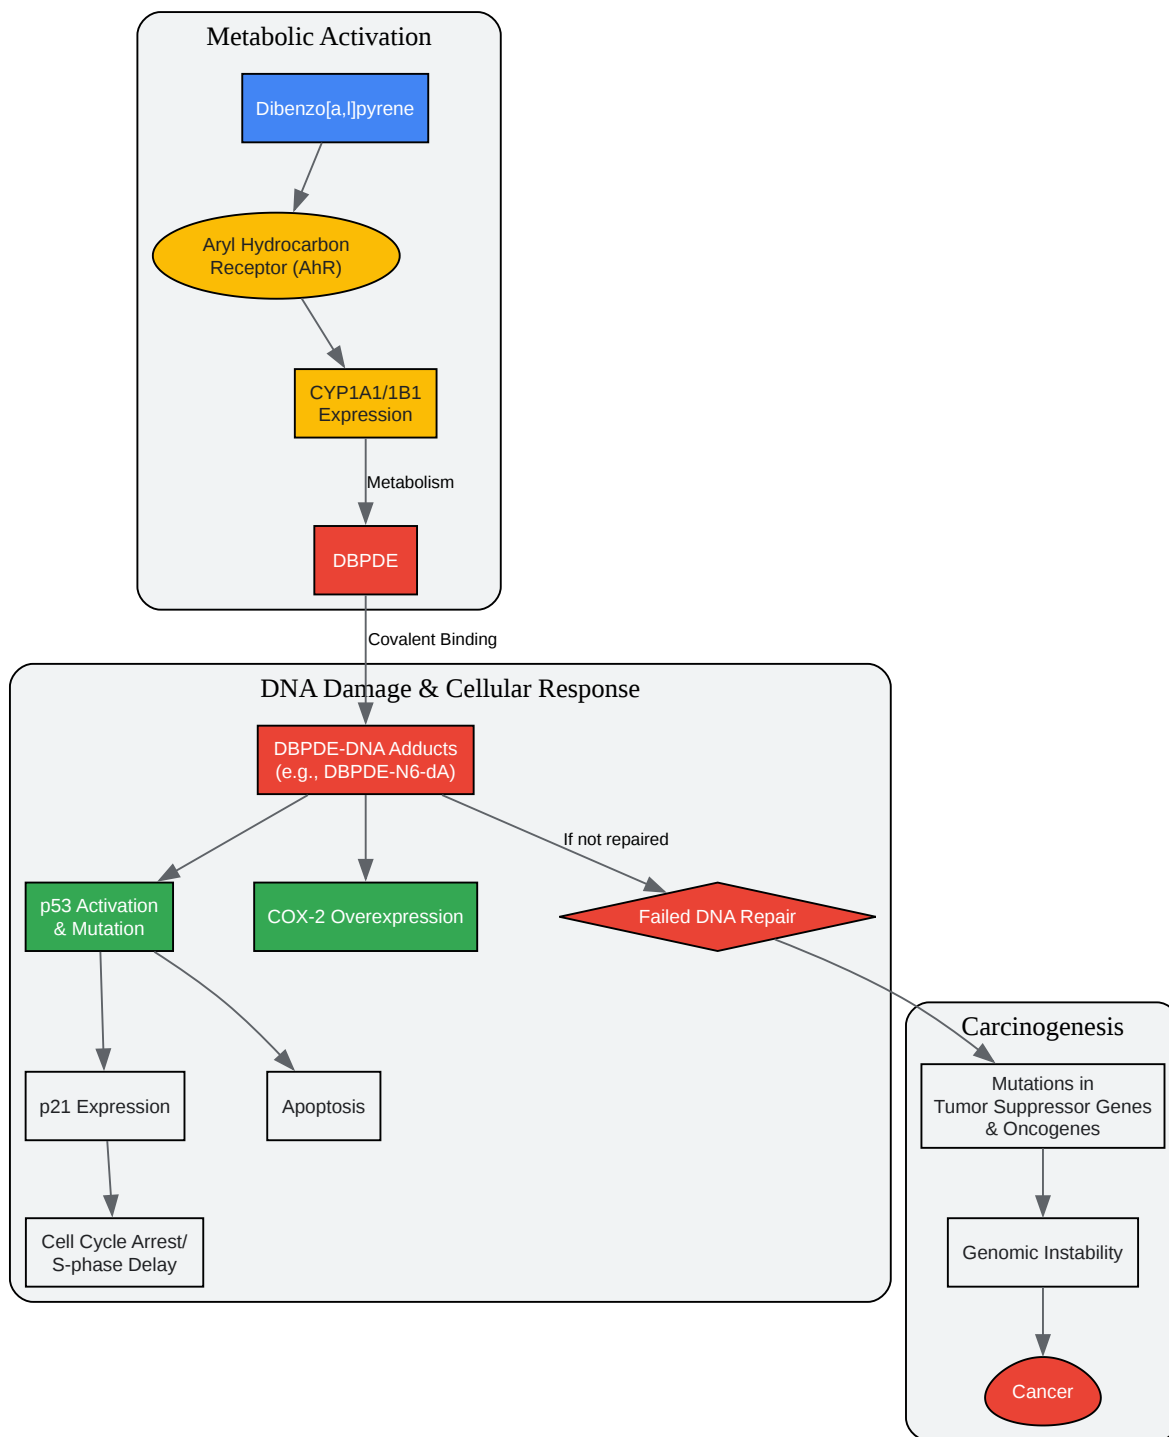 Metabolic Activation
Dibenzo[a,l]pyrene
Aryl Hydrocarbon
Receptor (AhR)
CYP1A1/1B1
Expression
Metabolism
DBPDE
Covalent Binding
DNA Damage & Cellular Response
DBPDE-DNA Adducts
(e.g., DBPDE-N6-dA)
If not repaired
p53 Activation
& Mutation
COX-2 Overexpression
Failed DNA Repair
p21 Expression
Apoptosis
Cell Cycle Arrest/
S-phase Delay
Carcinogenesis
Mutations in
Tumor Suppressor Genes
& Oncogenes
Genomic Instability
Cancer